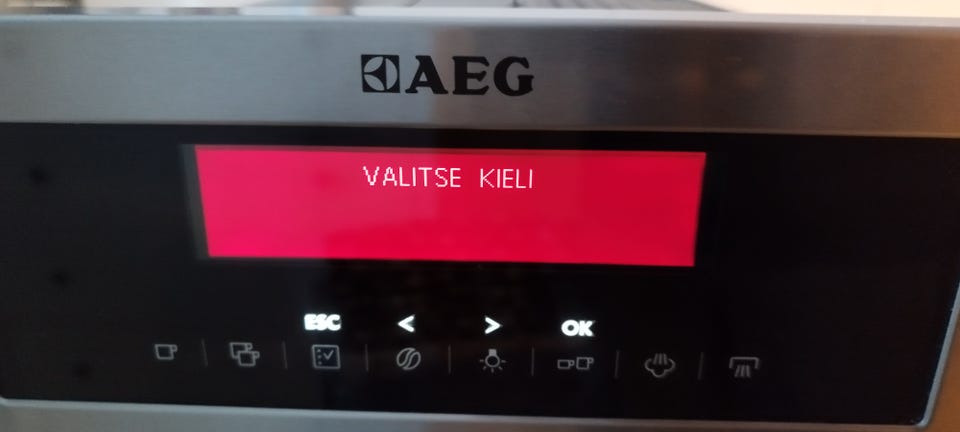 AEG
VALITSE KIELI
ESC < > OK